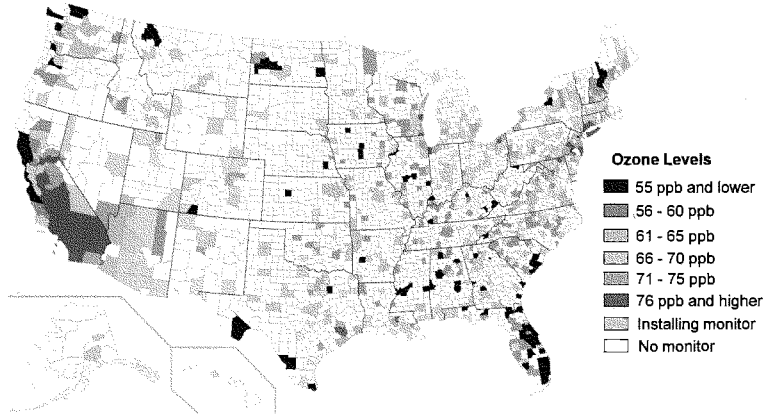 Ozone Levels
55 ppb and lower
56 - 60 ppb
61 - 65 ppb
66 - 70 ppb
71 - 75 ppb
76 ppb and higher
Installing monitor
No monitor